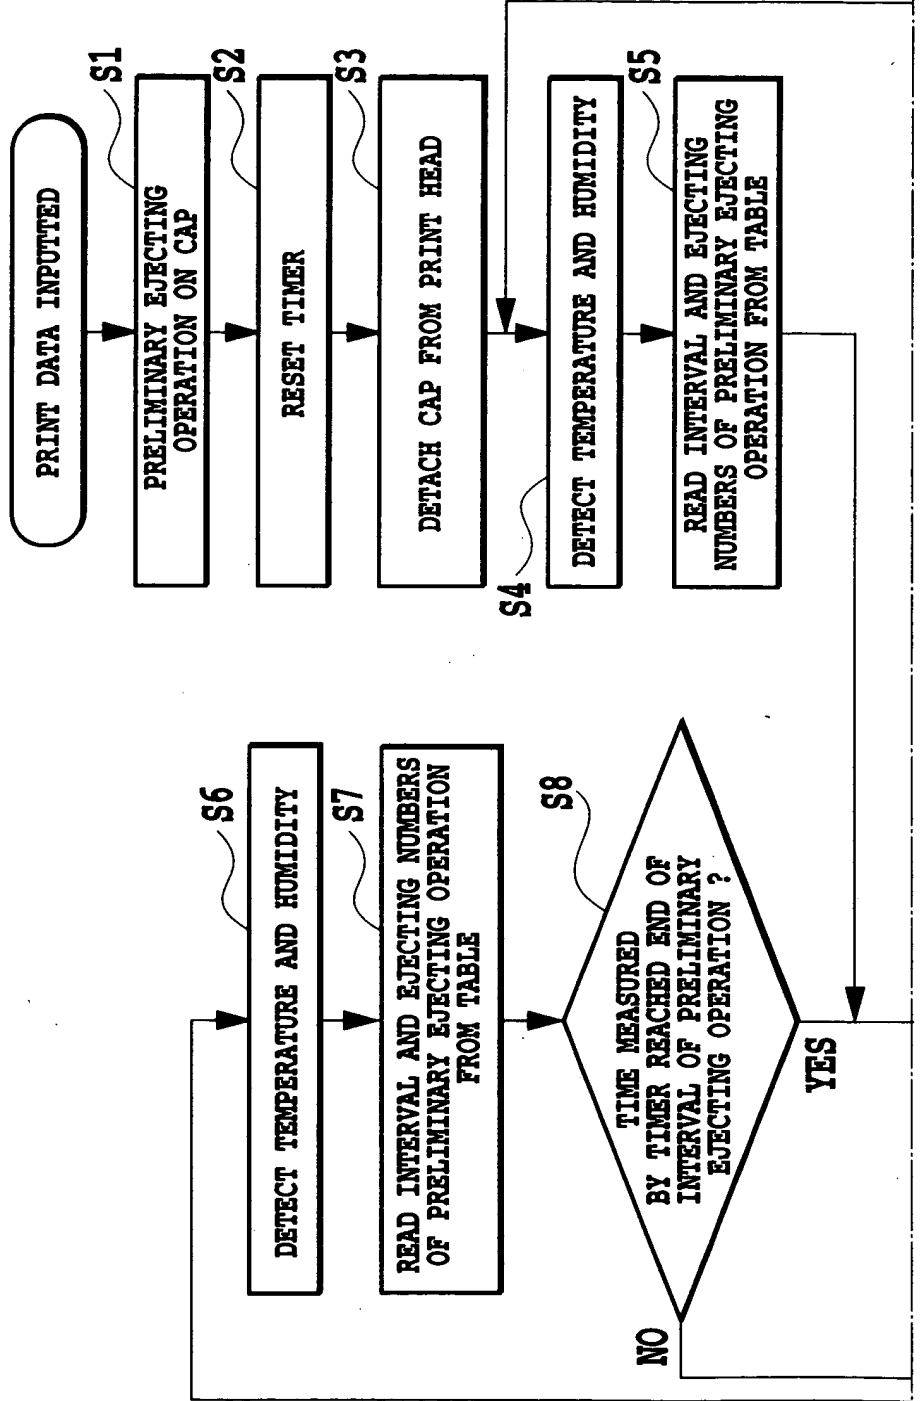 PRINT DATA INPUTTED
S1
PRELIMINARY EJECTING
OPERATION ON CAP
S2
RESET TIMER
S3
DETACH CAP FROM PRINT HEAD
S4
DETECT TEMPERATURE AND HUMIDITY
S5
READ INTERVAL AND EJECTING
NUMBERS OF PRELIMINARY EJECTING
OPERATION FROM TABLE
S6
DETECT TEMPERATURE AND HUMIDITY
S7
READ INTERVAL AND EJECTING NUMBERS
OF PRELIMINARY EJECTING OPERATION
FROM TABLE
S8
TIME MEASURED
BY TIMER REACHED END OF
INTERVAL OF PRELIMINARY
EJECTING OPERATION ?
NO
YES